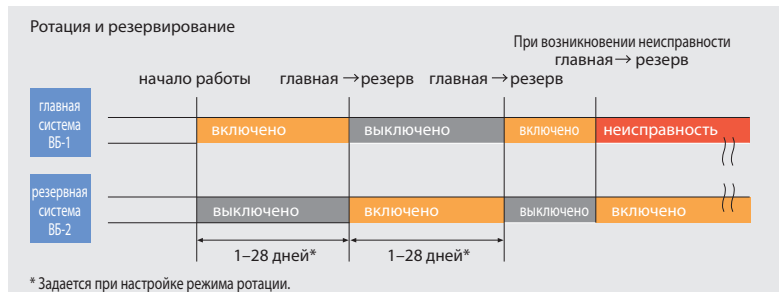 Ротация и резервирование
При возникновении неисправности
главная → резерв
начало работы главная → резерв главная → резерв
главная
система
ВБ-1
включено выключено включено неисправность
резервная
система
ВБ-2
выключено включено выключено включено
1–28 дней* 1–28 дней*
* Задается при настройке режима ротации.